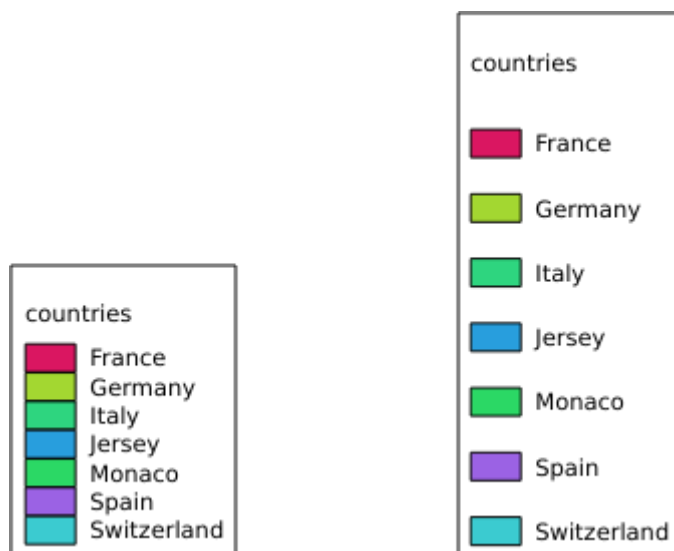 countries
France
Germany
Italy
Jersey
Monaco
Spain
Switzerland
countries
France
Germany
Italy
Jersey
Monaco
Spain
Switzerland